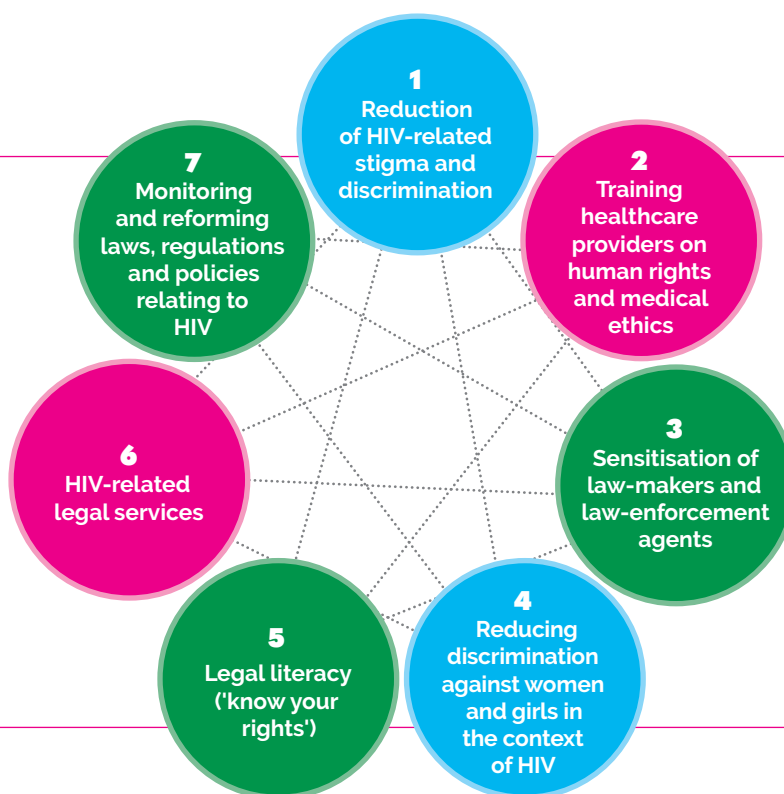 1
Reduction
of HIV-related
stigma and
discrimination
2
Training
healthcare
providers on
human rights
and medical
ethics
3
Sensitisation of
law-makers and
law-enforcement
agents
4
Reducing
discrimination
against women
and girls in
the context
of HIV
5
Legal literacy
('know your
rights')
6
HIV-related
legal services
7
Monitoring
and reforming
laws, regulations
and policies
relating to
HIV